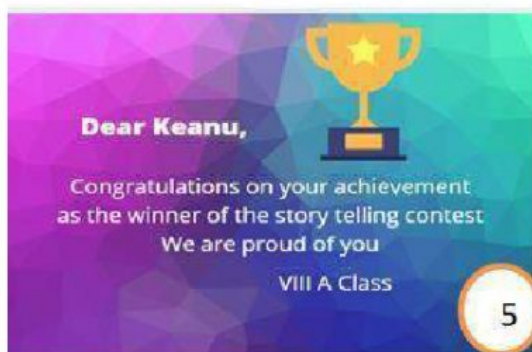 Dear Keanu,
Congratulations on your achievement
as the winner of the story telling contest
We are proud of you
VIII A Class
5